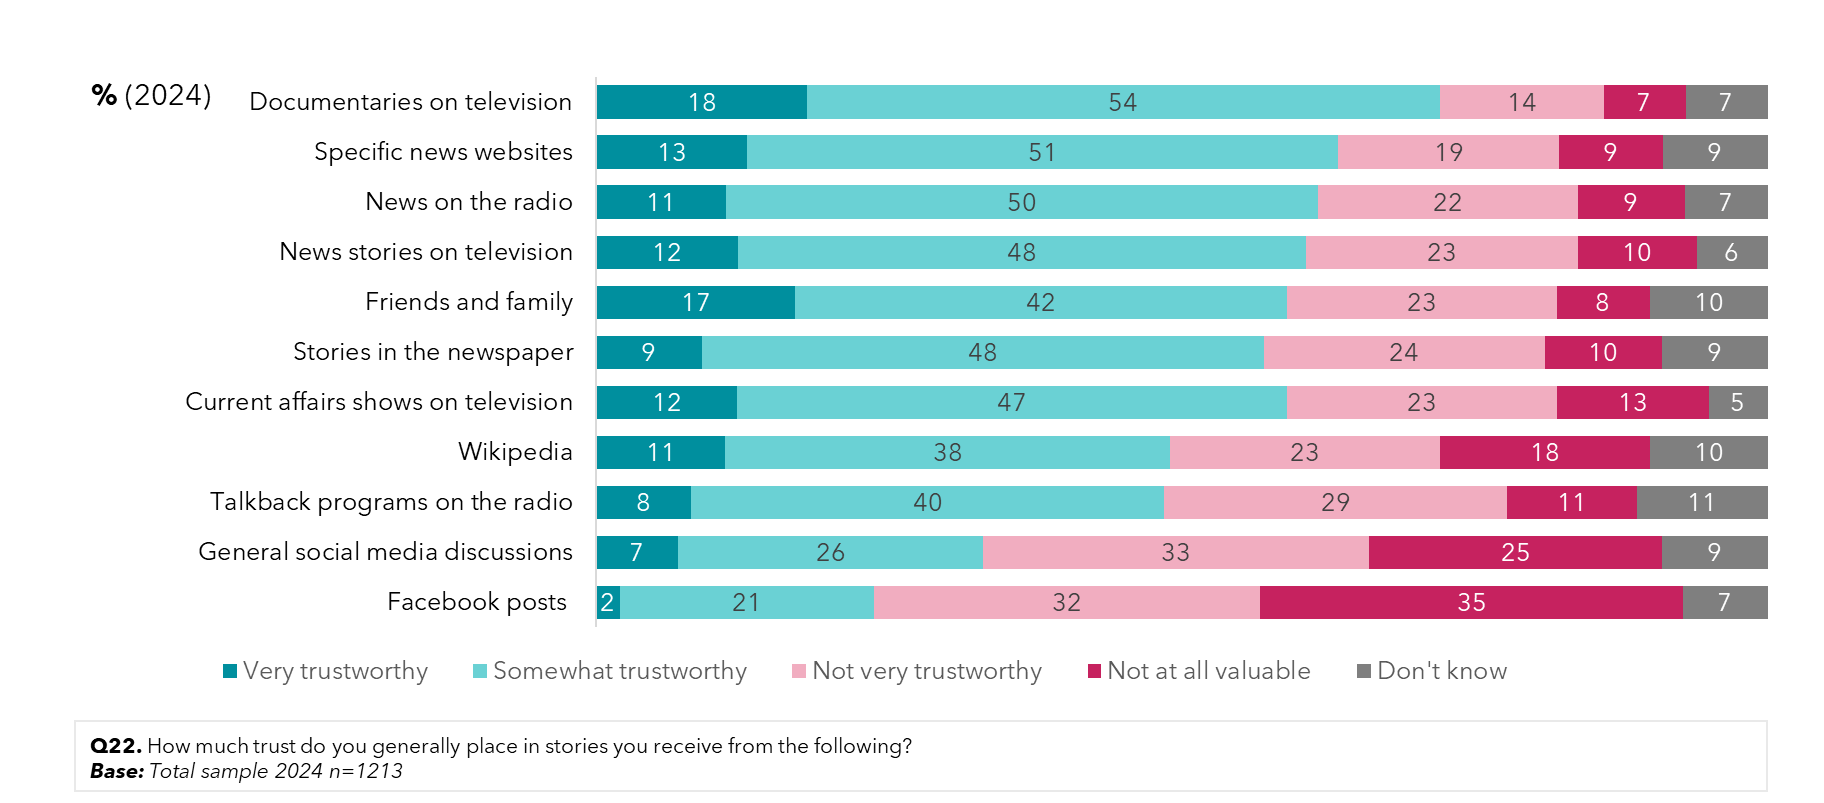 % (2024)
Documentaries on television 18 54 14 7 7
Specific news websites 13 51 19 9 9
News on the radio 11 50 22 9 7
News stories on television 12 48 23 10 6
Friends and family 17 42 23 8 10
Stories in the newspaper 9 48 24 10 9
Current affairs shows on television 12 47 23 13 5
Wikipedia 11 38 23 18 10
Talkback programs on the radio 8 40 29 11 11
General social media discussions 7 26 33 25 9
Facebook posts 2 21 32 35 7
Very trustworthy Somewhat trustworthy Not very trustworthy Not at all valuable Don't know
Q22. How much trust do you generally place in stories you receive from the following?
Base: Total sample 2024 n=1213